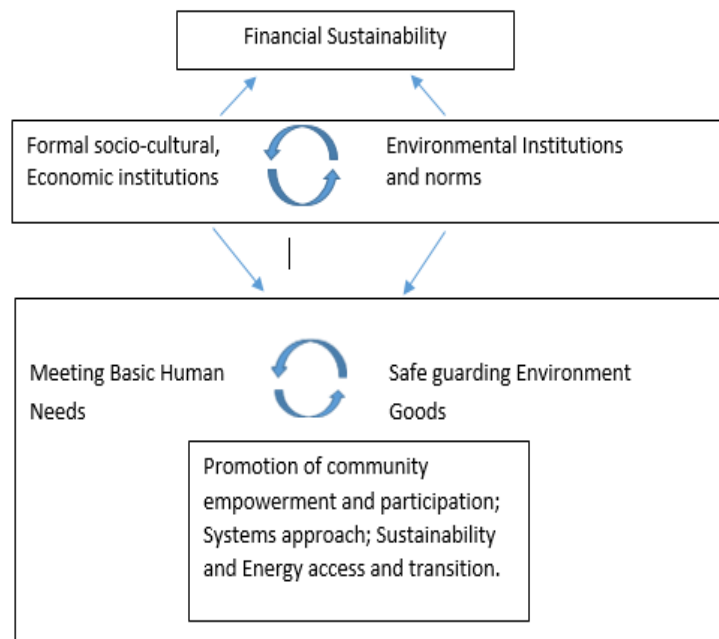 Financial Sustainability
Formal socio-cultural,
Economic institutions
Environmental Institutions
and norms
Meeting Basic Human
Needs
Safe guarding Environment
Goods
Promotion of community
empowerment and participation;
Systems approach; Sustainability
and Energy access and transition.